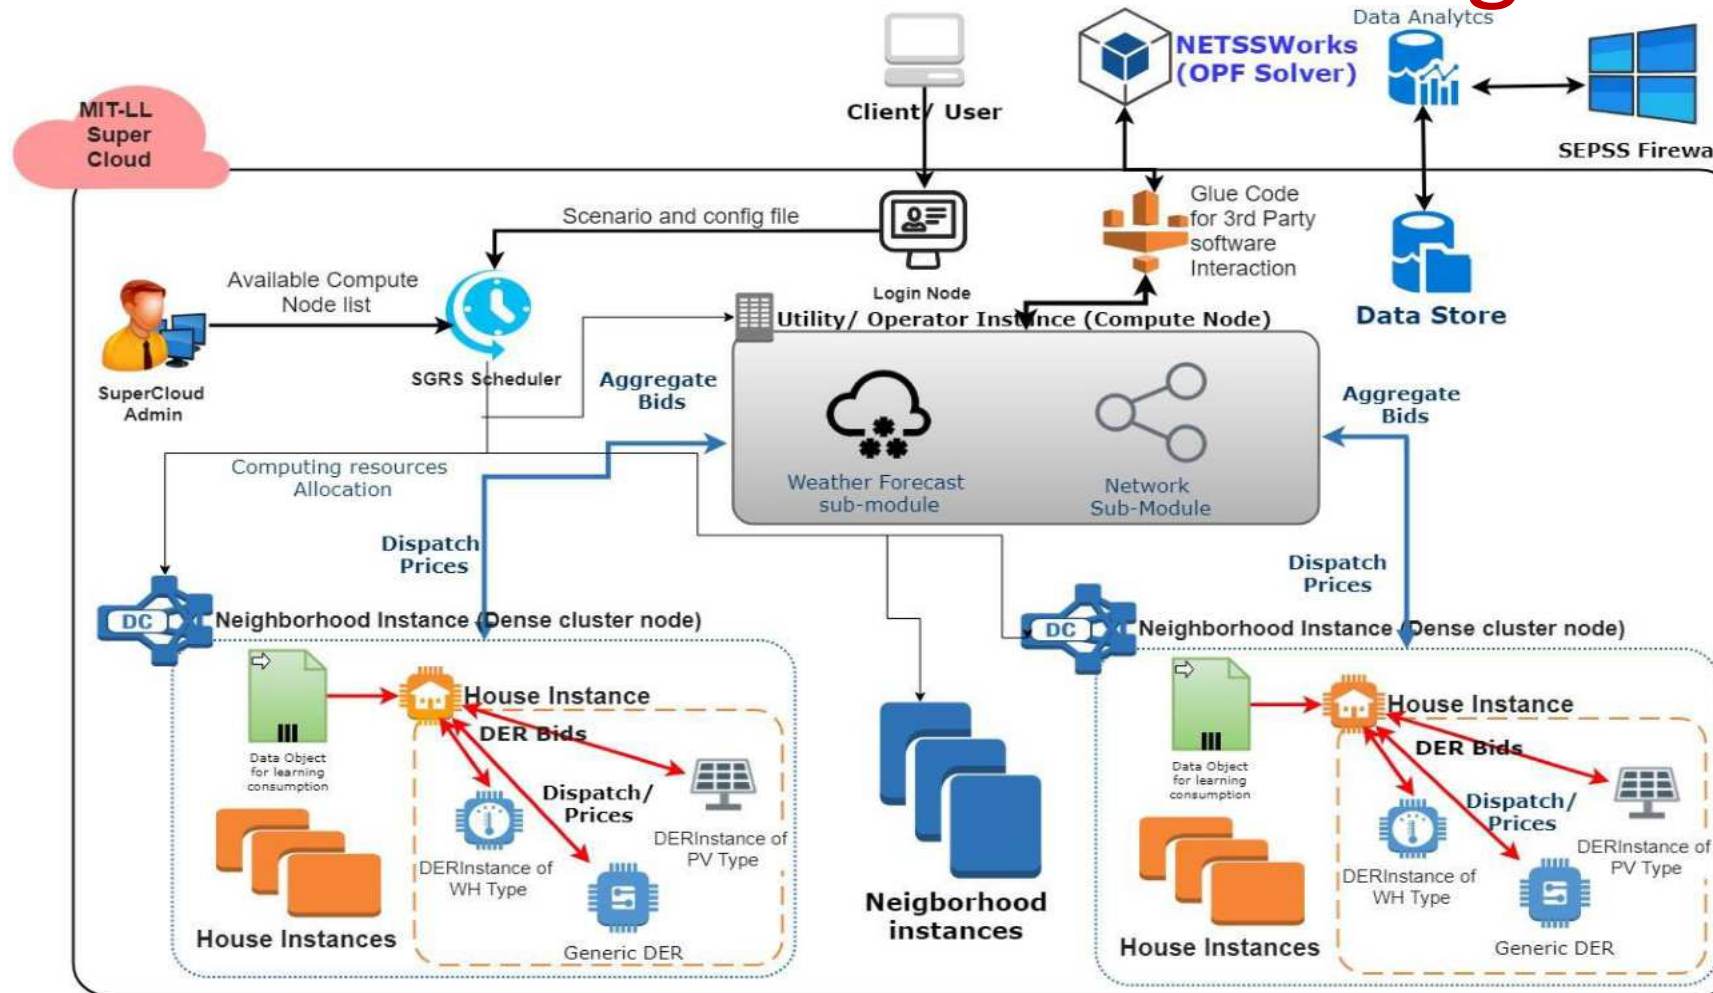 g
Data Analytcs
NETSSWorks
(OPF Solver)
Client/ User
SEPSS Firewa
MIT-LL
Super
Cloud
Scenario and config file
Glue Code
for 3rd Party
software
Interaction
Available Compute
Node list
Login Node
Data Store
Utility/ Operator Instance (Compute Node)
SGRS Scheduler
SuperCloud
Admin
Aggregate
Bids
Aggregate
Bids
Computing resources
Allocation
Weather Forecast
sub-module
Network
Sub-Module
Dispatch
Prices
Dispatch
Prices
DC
Neighborhood Instance (Dense cluster node)
DC
Neighborhood Instance (Dense cluster node)
House Instance
DER Bids
Data Object
for learning
consumption
Dispatch/
Prices
DERInstance of
PV Type
DERInstance of
WH Type
House Instances
Generic DER
Neigborhood
instances
House Instance
DER Bids
Data Object
for learning
consumption
Dispatch/
Prices
DERInstance of
PV Type
DERInstance of
WH Type
House Instances
Generic DER